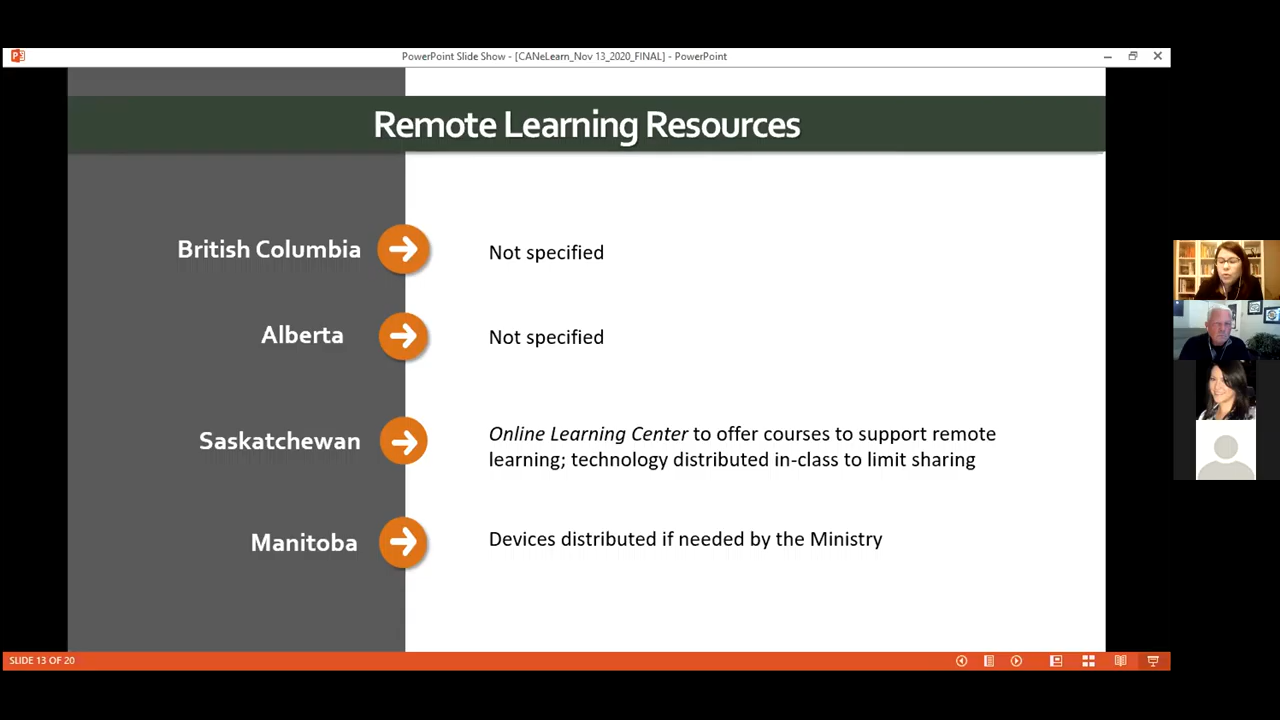 PowerPoint Slide Show - [CANeLearn_Nov 13_2020_FINAL] - PowerPoint
Remote Learning Resources
British Columbia
Not specified
Alberta
Not specified
Saskatchewan
Online Learning Center to offer courses to support remote
learning; technology distributed in-class to limit sharing
Manitoba
Devices distributed if needed by the Ministry
SLIDE 13 OF 20